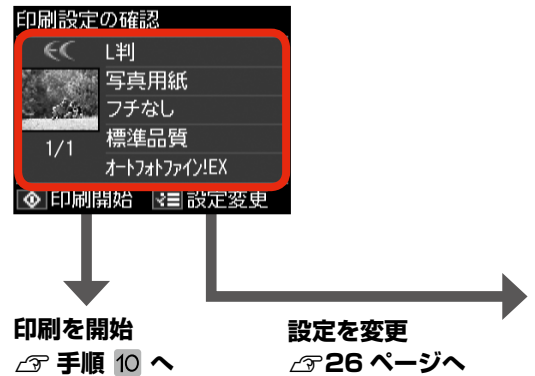 印刷設定の確認
L判
写真用紙
フチなし
標準品質
1/1
オートフォトファイン!EX
印刷開始 設定変更
印刷を開始
手順 10 へ
設定を変更
26 ページへ